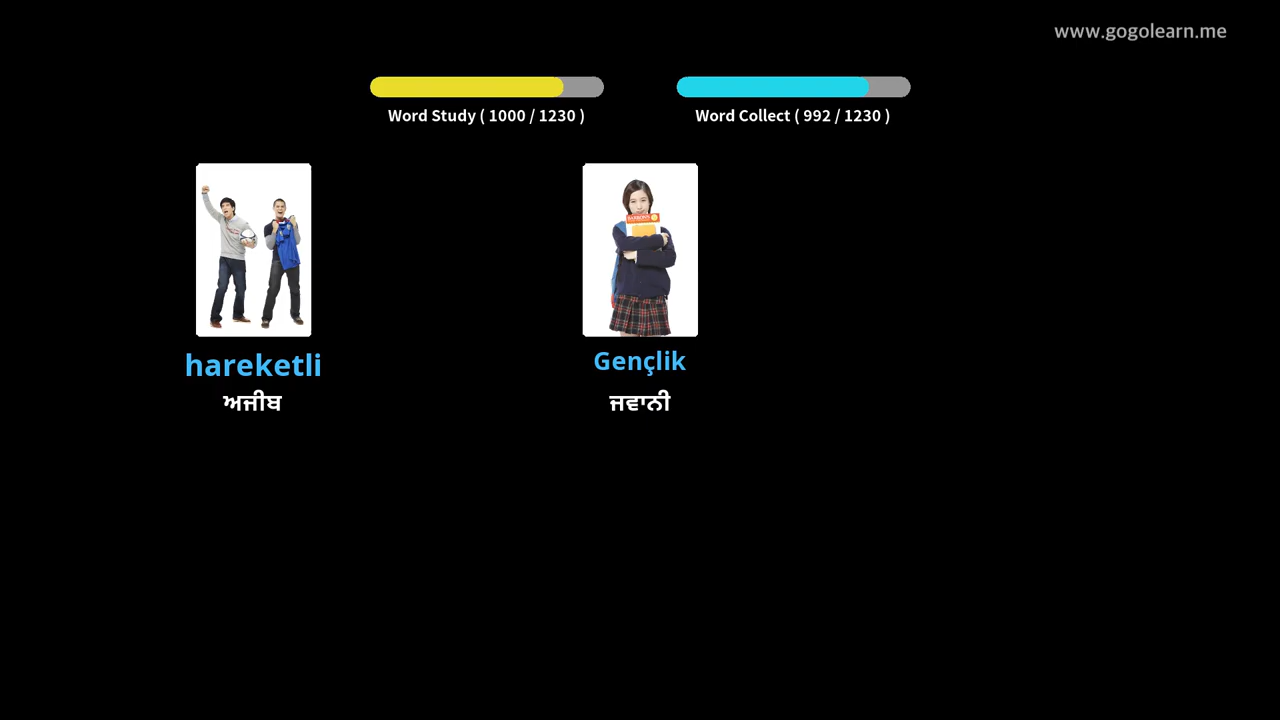 www.gogolearn.me
Word Study ( 1000 / 1230 )
Word Collect ( 992 / 1230 )
hareketli
ਅਜੀਬ
Gençlik
ਜਵਾਨੀ